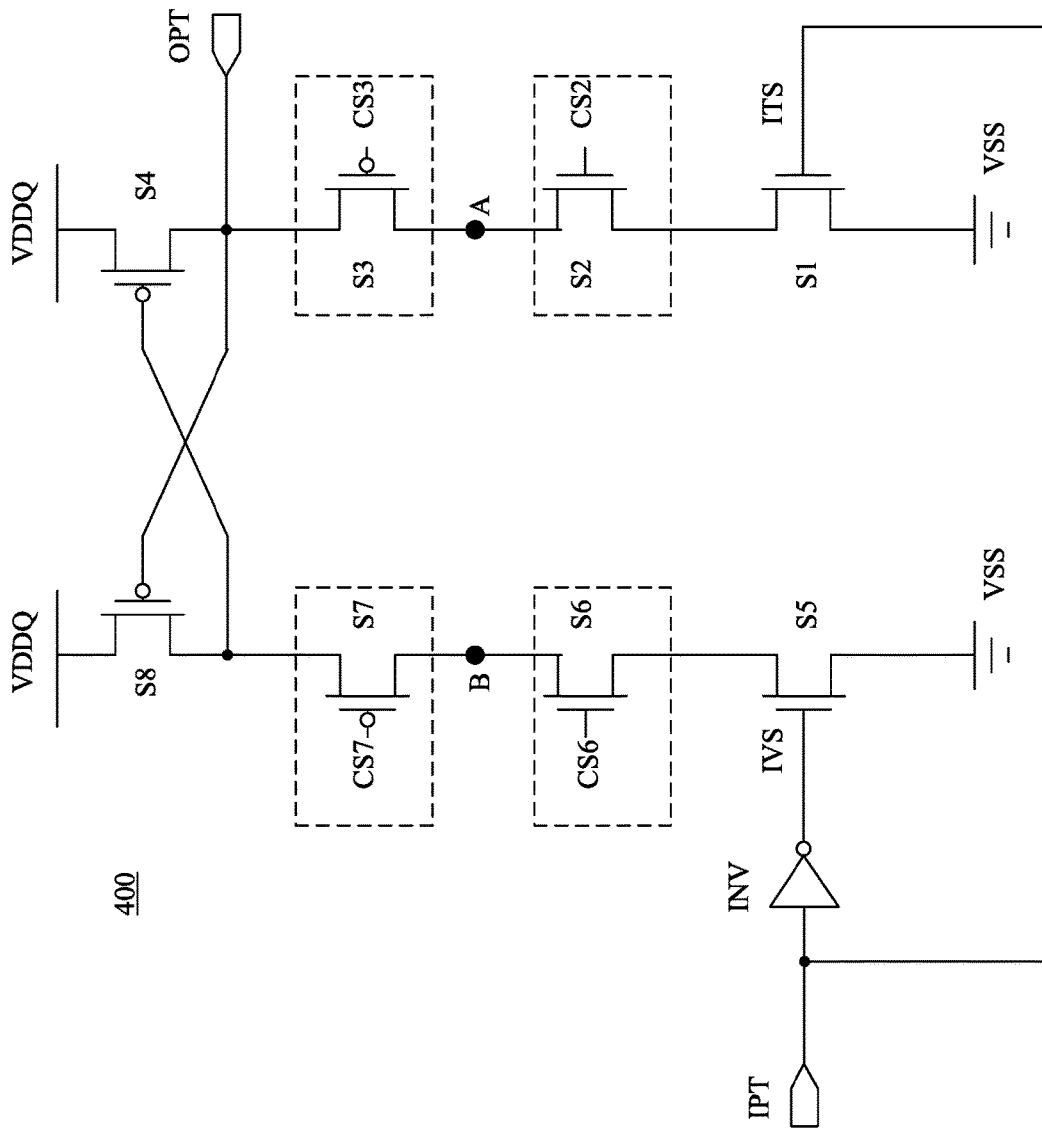 VDDQ
VDDQ
OPT
S8
S4
CS7
S7
S3
CS3
B
A
CS6
S6
S2
CS2
400
INV
IVS
S5
S1
ITS
IPT
VSS
VSS